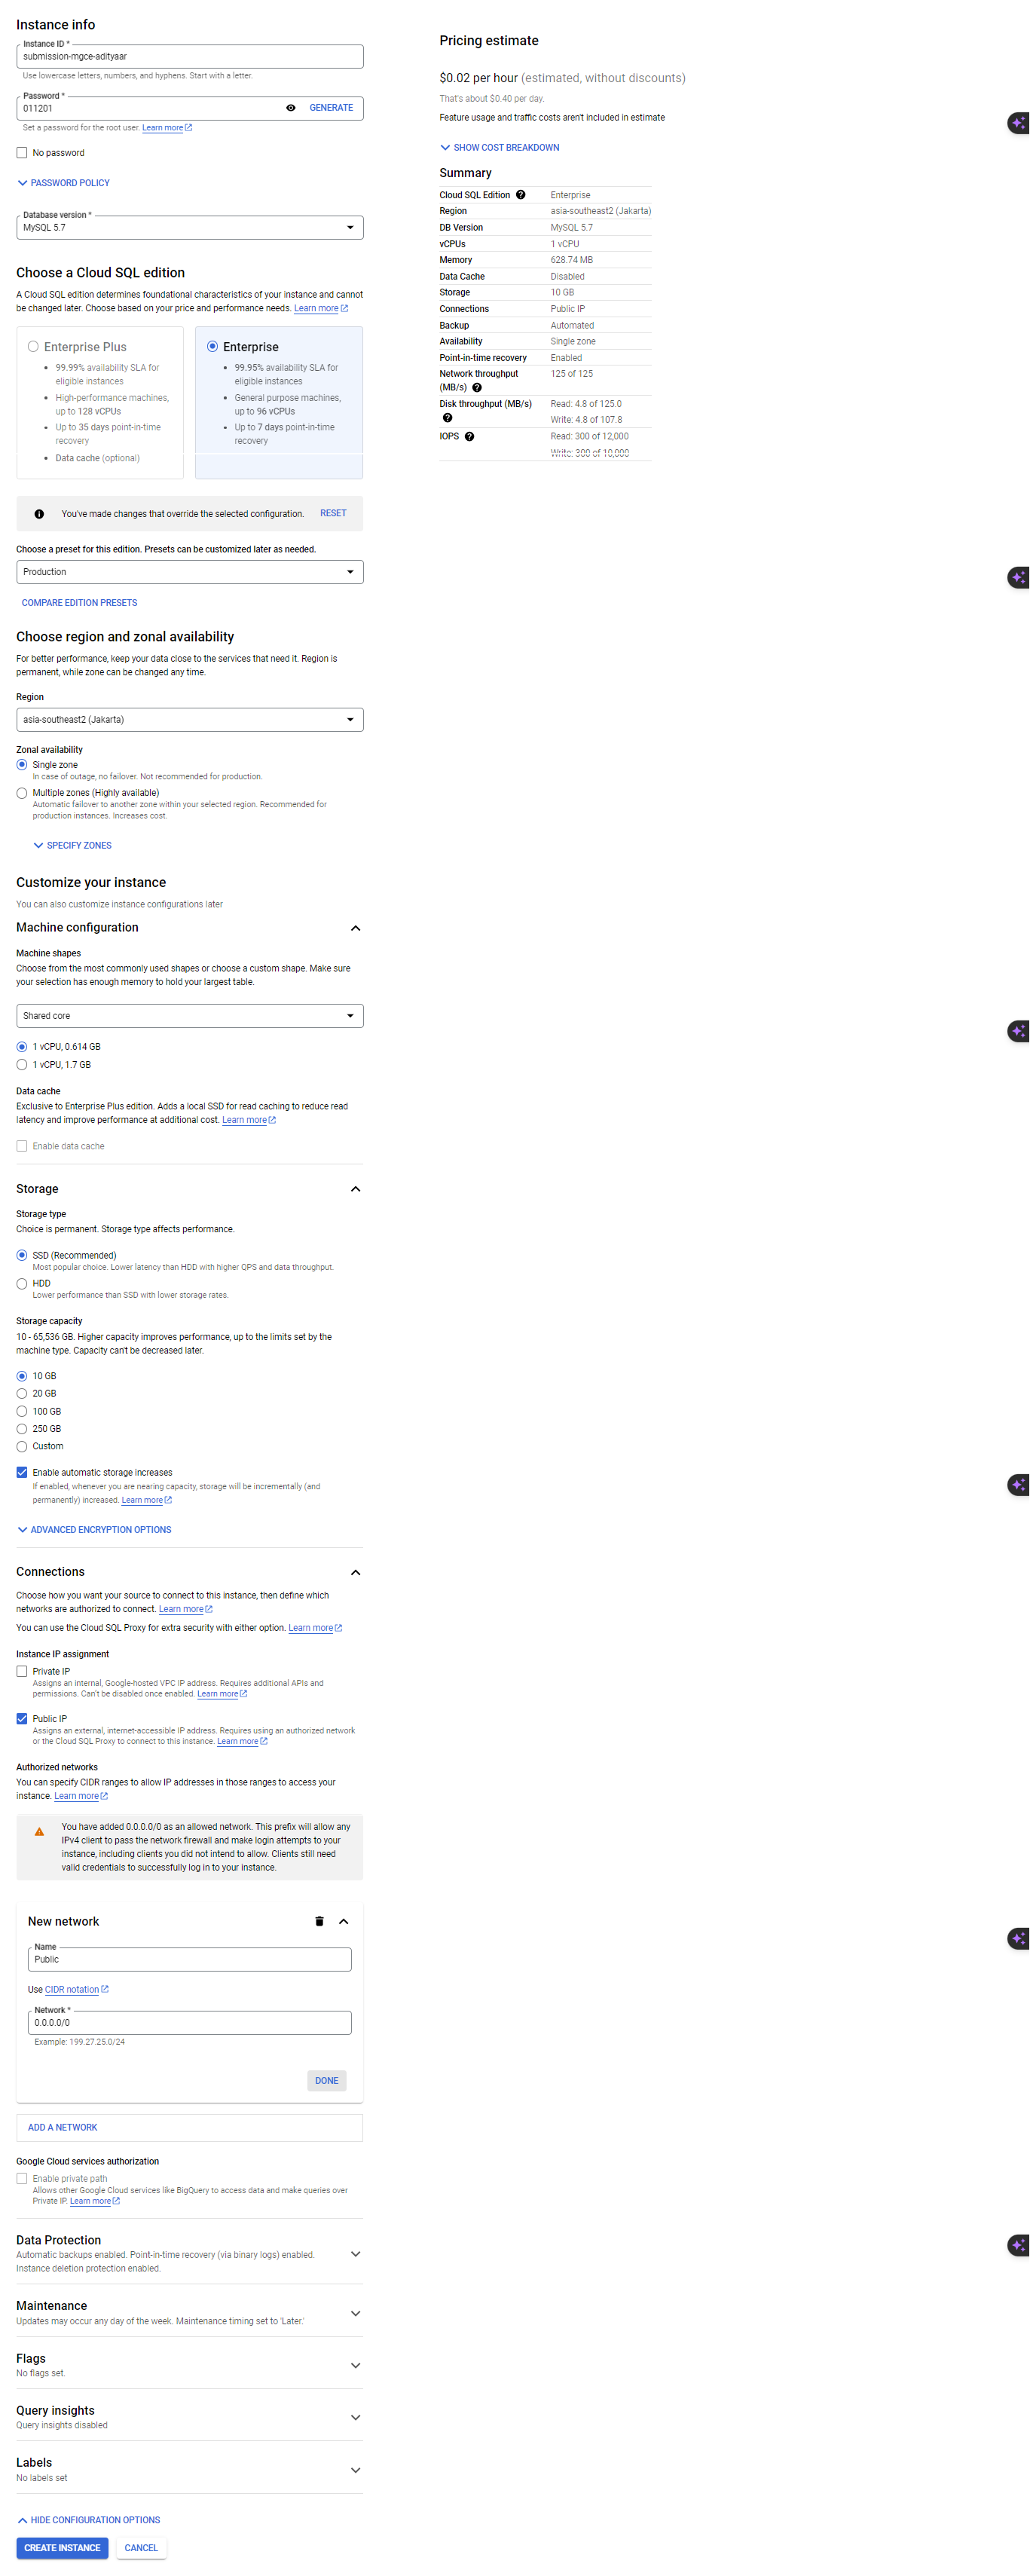 Instance info
Instance ID *
submission-mgce-adityaar
Use lowercase letters, numbers, and hyphens. Start with a letter.
Password *
011201
GENERATE
Set a password for the root user. Learn more
No password
PASSWORD POLICY
Database version *
MySQL 5.7
Choose a Cloud SQL edition
A Cloud SQL edition determines foundational characteristics of your instance and cannot
be changed later. Choose based on your price and performance needs. Learn more
Enterprise Plus
• 99.99% availability SLA for
eligible instances
• High-performance machines,
up to 128 vCPUs
• Up to 35 days point-in-time
recovery
• Data cache (optional)
Enterprise
• 99.95% availability SLA for
eligible instances
• General purpose machines,
up to 96 vCPUs
• Up to 7 days point-in-time
recovery
You've made changes that override the selected configuration. RESET
Choose a preset for this edition. Presets can be customized later as needed.
Production
COMPARE EDITION PRESETS
Choose region and zonal availability
For better performance, keep your data close to the services that need it. Region is
permanent, while zone can be changed any time.
Region
asia-southeast2 (Jakarta)
Zonal availability
Single zone
In case of outage, no failover. Not recommended for production.
Multiple zones (Highly available)
Automatic failover to another zone within your selected region. Recommended for
production instances. Increases cost.
SPECIFY ZONES
Customize your instance
You can also customize instance configurations later
Machine configuration
Machine shapes
Choose from the most commonly used shapes or choose a custom shape. Make sure
your selection has enough memory to hold your largest table.
Shared core
1 vCPU, 0.614 GB
1 vCPU, 1.7 GB
Data cache
Exclusive to Enterprise Plus edition. Adds a local SSD for read caching to reduce read
latency and improve performance at additional cost. Learn more
Enable data cache
Storage
Storage type
Choice is permanent. Storage type affects performance.
SSD (Recommended)
Most popular choice. Lower latency than HDD with higher QPS and data throughput.
HDD
Lower performance than SSD with lower storage rates.
Storage capacity
10 - 65,536 GB. Higher capacity improves performance, up to the limits set by the
machine type. Capacity can't be decreased later.
10 GB
20 GB
100 GB
250 GB
Custom
Enable automatic storage increases
If enabled, whenever you are nearing capacity, storage will be incrementally (and
permanently) increased. Learn more
ADVANCED ENCRYPTION OPTIONS
Connections
Choose how you want your source to connect to this instance, then define which
networks are authorized to connect. Learn more
You can use the Cloud SQL Proxy for extra security with either option. Learn more
Instance IP assignment
Private IP
Assigns an internal, Google-hosted VPC IP address. Requires additional APIs and
permissions. Can't be disabled once enabled. Learn more
Public IP
Assigns an external, internet-accessible IP address. Requires using an authorized network
or the Cloud SQL Proxy to connect to this instance. Learn more
Authorized networks
You can specify CIDR ranges to allow IP addresses in those ranges to access your
instance. Learn more
You have added 0.0.0.0/0 as an allowed network. This prefix will allow any
IPv4 client to pass the network firewall and make login attempts to your
instance, including clients you did not intend to allow. Clients still need
valid credentials to successfully log in to your instance.
New network
Name
Public
Use CIDR notation
Network *
0.0.0.0/0
Example: 199.27.25.0/24
DONE
ADD A NETWORK
Google Cloud services authorization
Enable private path
Allows other Google Cloud services like BigQuery to access data and make queries over
Private IP. Learn more
Data Protection
Automatic backups enabled. Point-in-time recovery (via binary logs) enabled.
Instance deletion protection enabled.
Maintenance
Updates may occur any day of the week. Maintenance timing set to 'Later.'
Flags
No flags set.
Query insights
Query insights disabled
Labels
No labels set
HIDE CONFIGURATION OPTIONS
CREATE INSTANCE CANCEL
Pricing estimate
$0.02 per hour (estimated, without discounts)
That's about $0.40 per day.
Feature usage and traffic costs aren't included in estimate
SHOW COST BREAKDOWN
Summary
Cloud SQL Edition Enterprise
Region asia-southeast2 (Jakarta)
DB Version MySQL 5.7
vCPUs 1 vCPU
Memory 628.74 MB
Data Cache Disabled
Storage 10 GB
Connections Public IP
Backup Automated
Availability Single zone
Point-in-time recovery Enabled
Network throughput 125 of 125
(MB/s)
Disk throughput (MB/s) Read: 4.8 of 125.0
Write: 4.8 of 107.8
IOPS Read: 300 of 12,000
Write: 300 of 10,000